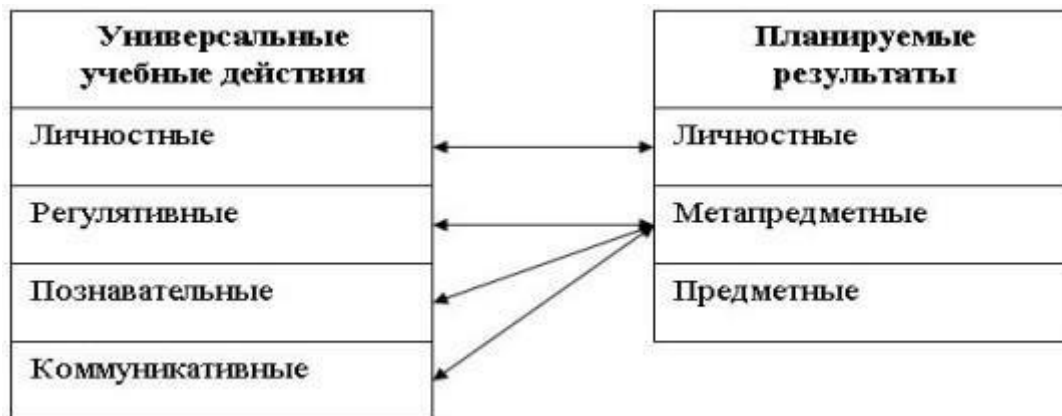 Универсальные
учебные действия
Личностные
Регулятивные
Познавательные
Коммуникативные
Планируемые
результаты
Личностные
Метапредметные
Предметные